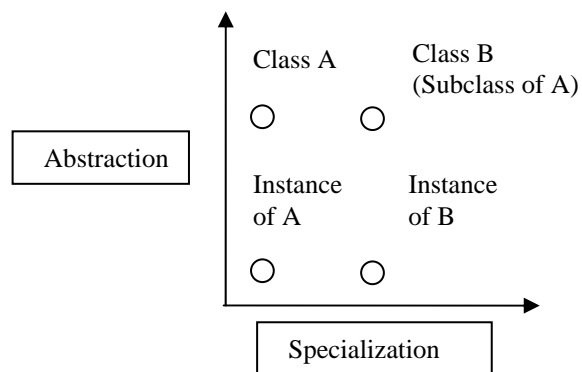 Class A
Class B
(Subclass of A)
Abstraction
Instance
of A
Instance
of B
Specialization